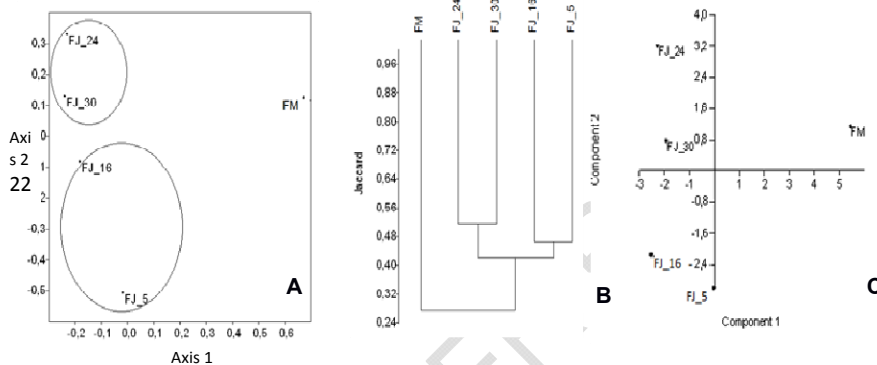 0,3
0,2
0,1
0
1
2
-0,3
-0,4
-0,5
Axi
s 2
22
FJ_24
FJ_30
FM
FJ_16
FJ_5
A
-0,2 -0,1 0,0 0,1 0,2 0,3 0,4 0,5 0,6
Axis 1
FM
FJ_24
FJ_30
FJ_16
FJ_5
0,96
0,88
0,80
0,72
0,64
0,56
0,48
0,40
0,32
0,24
Jaccard
B
Component 2
4,0
3,2
2,4
1,6
0,8
-0,8
-1,6
-2,4
-3 -2 -1 1 2 3 4 5
FJ_24
FJ_30
FM
FJ_16
FJ_5
Component 1
C